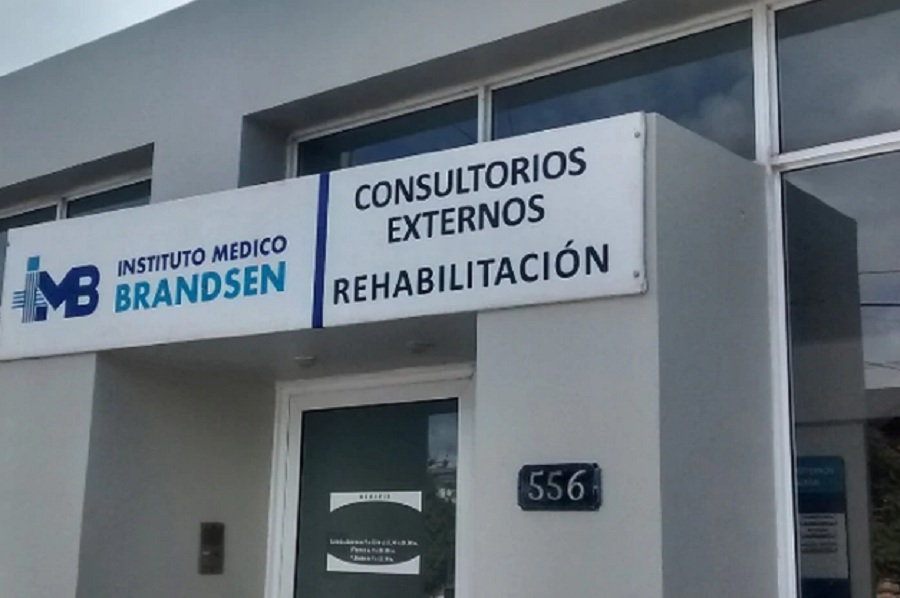 iMB
INSTITUTO MEDICO
BRANDSEN
CONSULTORIOS
EXTERNOS
REHABILITACIÓN
556